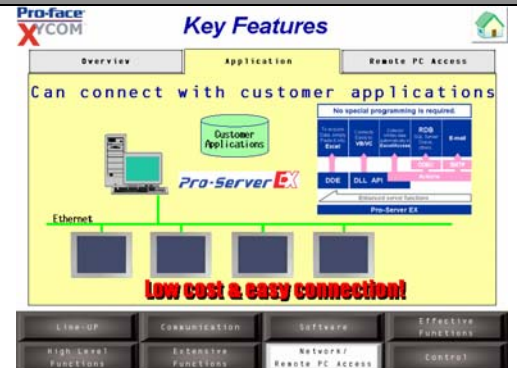 Pro-face
XYCOM
Key Features
Overview
Application
Remote PC Access
Can connect with customer applications
No special programming is required.
Customer
Applications
Excel
VB/VC
Excel/Access
RDB
E-mail
Pro-Server EX
DDE
DLL
API
Actions
Enhanced server functions
Pro-Server EX
Ethernet
Low cost & easy connection!
Line-UP
Communication
Software
Effective
Functions
High Level
Functions
Extensive
Functions
Network/
Remote PC Access
Control